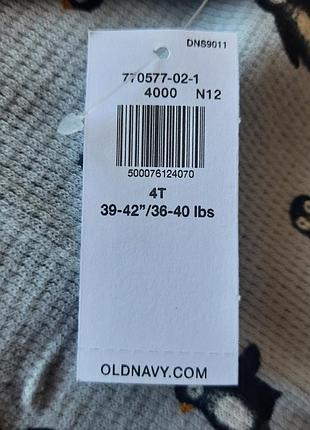 DNS9011
770577-02-1
4000 N12
500076124070
4T
39-42"/36-40 lbs
OLDNAVY.COM